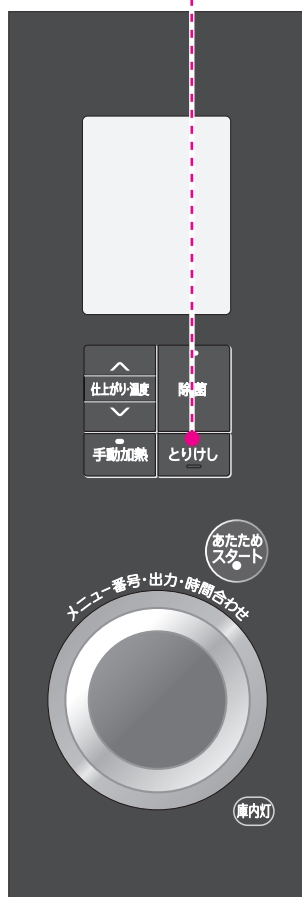 仕上がり・温度
除菌
手動加熱
とりけし
あたため
スタート
メニュー番号・出力・時間合わせ
庫内灯